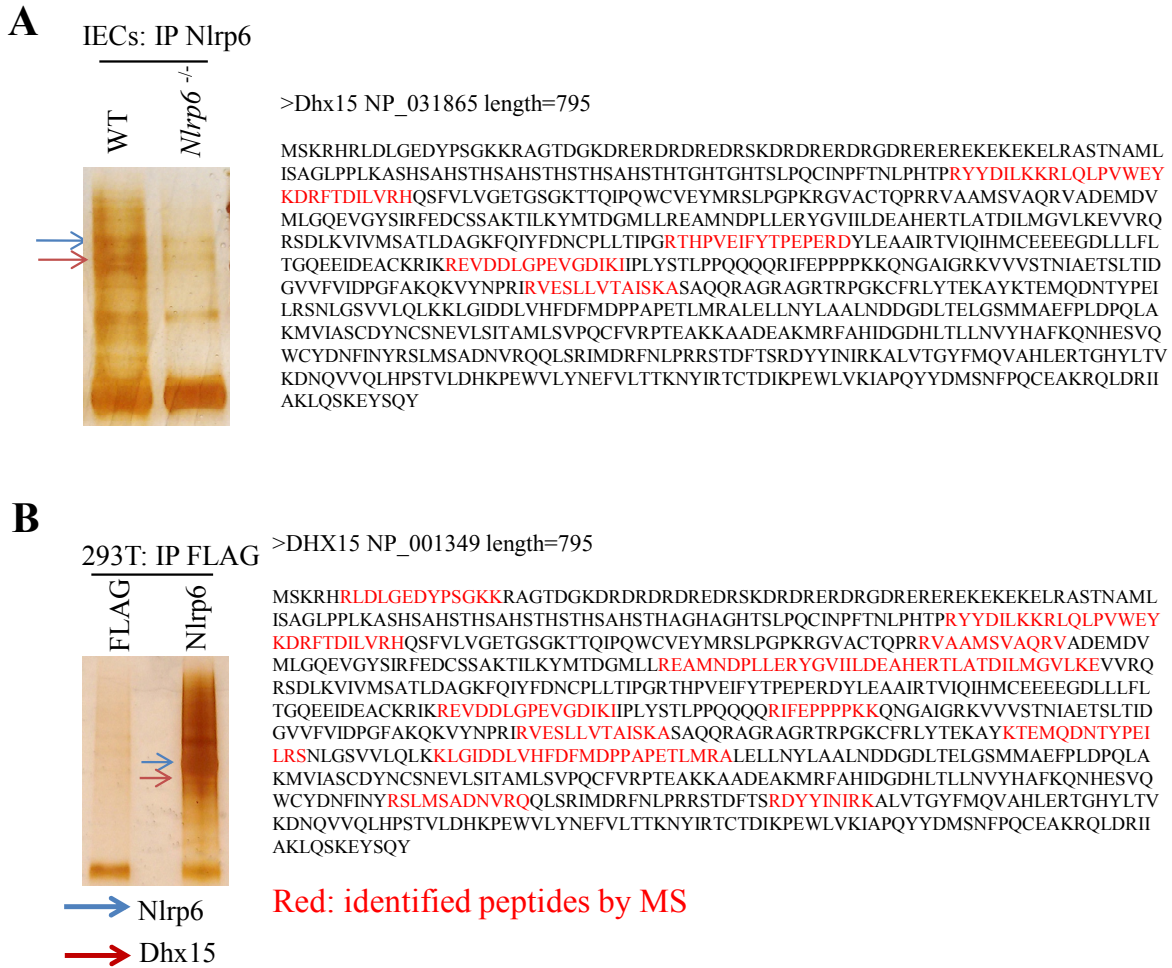 A
IECs: IP Nlrp6
WT
Nlrp6 -/-
>Dhx15 NP_031865 length=795
MSKRHRLDLGEDYPSGKKRAGTDGKDRERDRDREDRSKDRDRERDRGDREREREKEKEKELRASTNAML
ISAGLPPLKASHSAHSTHSAHSTHSTHSAHSTHTGHTGHTSLPQCINPFTNLPHTPRYYDILKKRLQLPVWEY
KDRFTDILVRHQSFVLVGETGSGKTTQIPQWCVEYMRSLPGPKRGVACTQPRRVAAMSVAQRVADEMDV
MLGQEVGYSIRFEDCSSAKTILKYMTDGMLLREAMNDPLLERYGVIILDEAHERTLATDILMGVLKEVVRQ
RSDLKVIVMSATLDAGKFQIYFDNCPLLTIPGRTHPVEIFYTPEPERDYLEAAIRTVIQIHMCEEEEGDLLLFL
TGQEEIDEACKRIKREVDDLGPEVGDIKIIPLYSTLPPQQQQRIFEPPPPKKQNGAIGRKVVVSTNIAETSLTID
GVVFVIDPGFAKQKVYNPRIRVESLLVTAISKASAQQRAGRAGRTRPGKCFRLYTEKAYKTEMQDNTYPEI
LRSNLGSVVLQLKKLGIDDLVHFDFMDPPAPETLMRALELLNYLAALNDDGDLTELGSMMAEFPLDPQLA
KMVIASCDYNCSNEVLSITAMLSVPQCFVRPTEAKKAADEAKMRFAHIDGDHLTLLNVYHAFKQNHESVQ
WCYDNFINYRSLMSADNVRQQLSRIMDRFNLPRRSTDFTSRDYYINIRKALVTGYFMQVAHLERTGHYLTV
KDNQVVQLHPSTVLDHKPEWVLYNEFVLTTKNYIRTCTDIKPEWLVKIAPQYYDMSNFPQCEAKRQLDRII
AKLQSKEYSQY
B
293T: IP FLAG
FLAG
Nlrp6
>DHX15 NP_001349 length=795
MSKRHRLDLGEDYPSGKKRAGTDGKDRDRDRDREDRSKDRDRERDRGDREREREKEKEKELRASTNAML
ISAGLPPLKASHSAHSTHSAHSTHSTHSAHSTHAGHAGHTSLPQCINPFTNLPHTPRYYDILKKRLQLPVWEY
KDRFTDILVRHQSFVLVGETGSGKTTQIPQWCVEYMRSLPGPKRGVACTQPRRVAAMSVAQRVADEMDV
MLGQEVGYSIRFEDCSSAKTILKYMTDGMLLREAMNDPLLERYGVIILDEAHERTLATDILMGVLKEVVRQ
RSDLKVIVMSATLDAGKFQIYFDNCPLLTIPGRTHPVEIFYTPEPERDYLEAAIRTVIQIHMCEEEEGDLLLFL
TGQEEIDEACKRIKREVDDLGPEVGDIKIIPLYSTLPPQQQQRIFEPPPPKKQNGAIGRKVVVSTNIAETSLTID
GVVFVIDPGFAKQKVYNPRIRVESLLVTAISKASAQQRAGRAGRTRPGKCFRLYTEKAYKTEMQDNTYPEI
LRSNLGSVVLQLKKLGIDDLVHFDFMDPPAPETLMRALELLNYLAALNDDGDLTELGSMMAEFPLDPQLA
KMVIASCDYNCSNEVLSITAMLSVPQCFVRPTEAKKAADEAKMRFAHIDGDHLTLLNVYHAFKQNHESVQ
WCYDNFINYRSLMSADNVRQQLSRIMDRFNLPRRSTDFTSRDYYINIRKALVTGYFMQVAHLERTGHYLTV
KDNQVVQLHPSTVLDHKPEWVLYNEFVLTTKNYIRTCTDIKPEWLVKIAPQYYDMSNFPQCEAKRQLDRII
AKLQSKEYSQY
Nlrp6
Dhx15
Red: identified peptides by MS